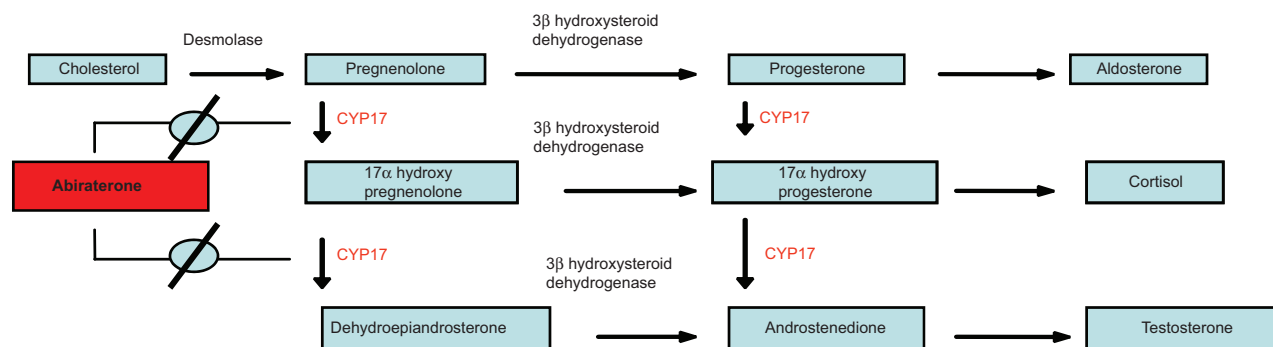 3β hydroxysteroid
dehydrogenase
Desmolase
Cholesterol
Pregnenolone
Progesterone
Aldosterone
CYP17
3β hydroxysteroid
dehydrogenase
CYP17
Abiraterone
17α hydroxy
pregnenolone
17α hydroxy
progesterone
Cortisol
CYP17
3β hydroxysteroid
dehydrogenase
CYP17
Dehydroepiandrosterone
Androstenedione
Testosterone